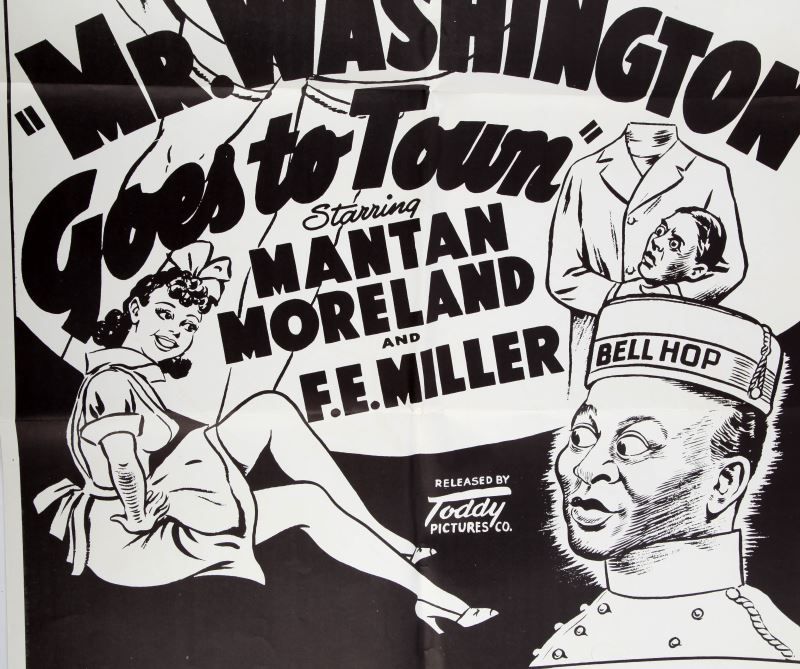 "MR. WASHINGTON
Goes to Town"
Starring
MANTAN
MORELAND
AND
F.E. MILLER
BELL HOP
RELEASED BY
Toddy
PICTURES CO.